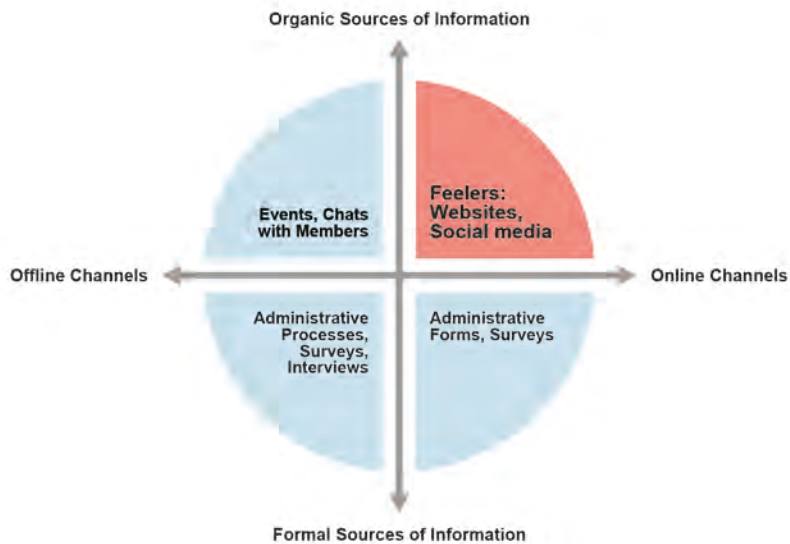 Organic Sources of Information
Events, Chats
with Members
Feelers:
Websites,
Social media
Offline Channels
Online Channels
Administrative
Processes,
Surveys,
Interviews
Administrative
Forms, Surveys
Formal Sources of Information